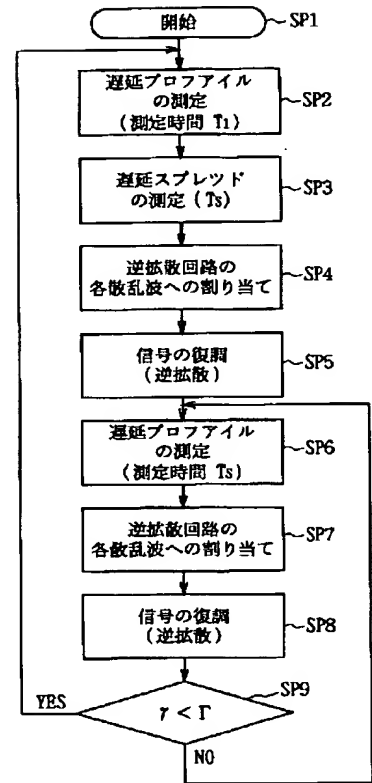 開始
SP1
遅延プロフアイル
の測定
(測定時間 T1)
SP2
遅延スプレツド
の測定 (Ts)
SP3
逆拡散回路の
各散乱波への割り当て
SP4
信号の復調
(逆拡散)
SP5
遅延プロフアイル
の測定
(測定時間 Ts)
SP6
逆拡散回路の
各散乱波への割り当て
SP7
信号の復調
(逆拡散)
SP8
SP9
YES
γ < Γ
NO